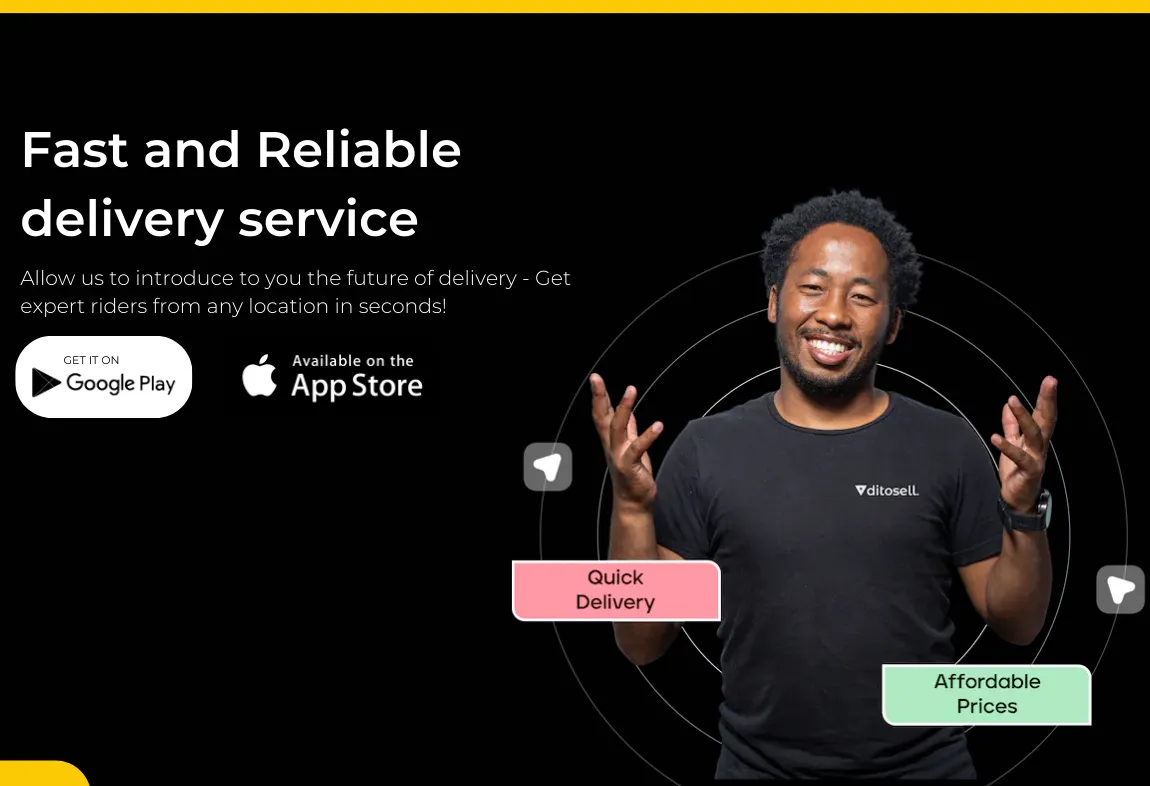 Fast and Reliable
delivery service
Allow us to introduce to you the future of delivery - Get
expert riders from any location in seconds!
GET IT ON
Google Play
Available on the
App Store
ditosell.
Quick
Delivery
Affordable
Prices